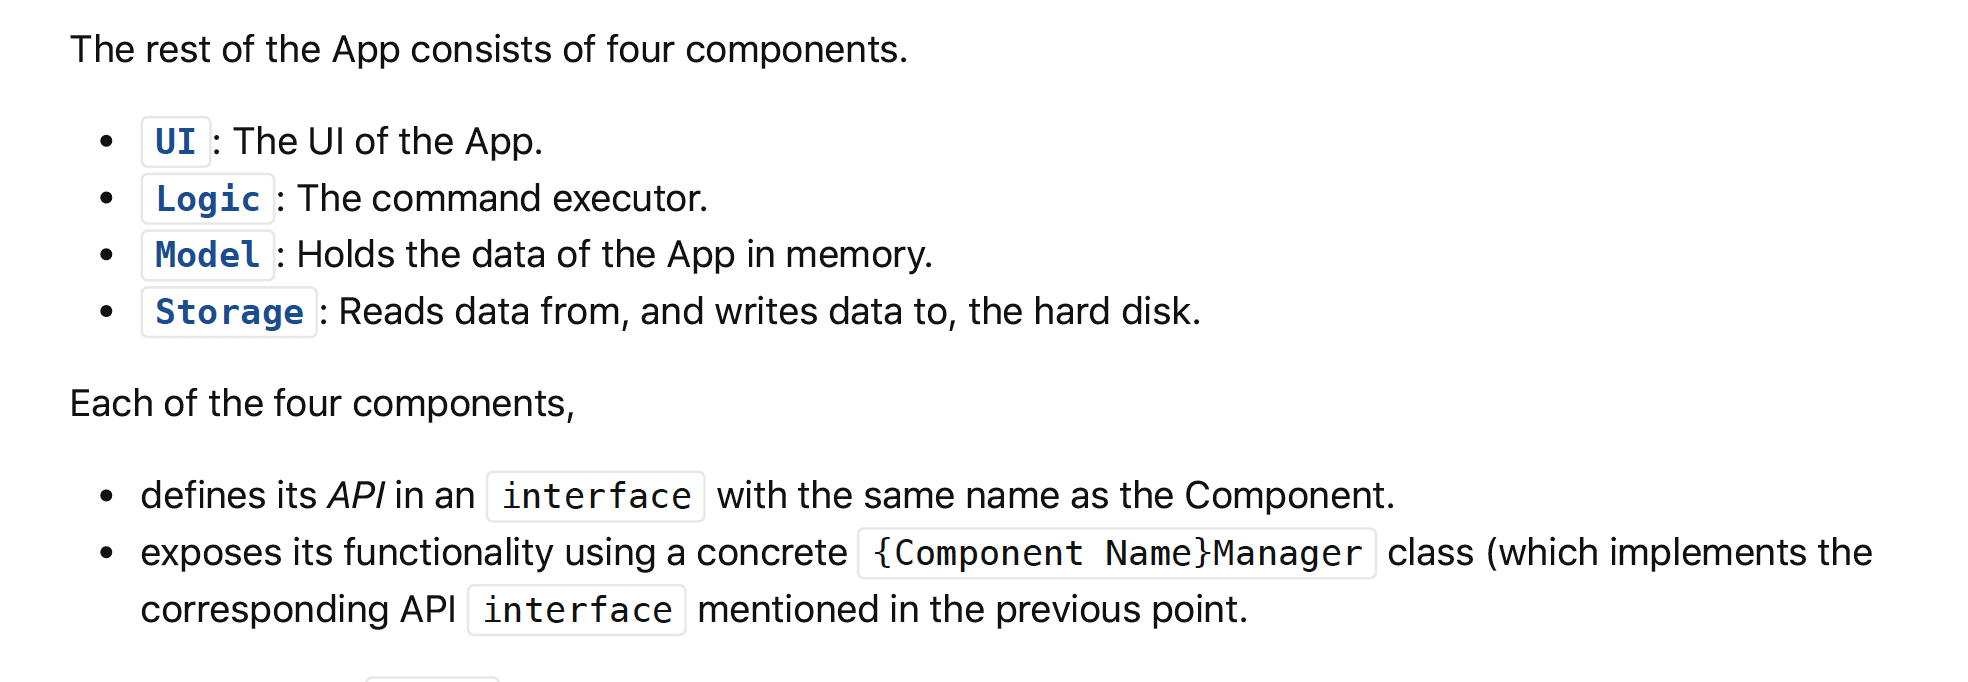 The rest of the App consists of four components.
• UI: The UI of the App.
• Logic: The command executor.
• Model: Holds the data of the App in memory.
• Storage: Reads data from, and writes data to, the hard disk.
Each of the four components,
• defines its API in an interface with the same name as the Component.
• exposes its functionality using a concrete {Component Name}Manager class (which implements the
corresponding API interface mentioned in the previous point.